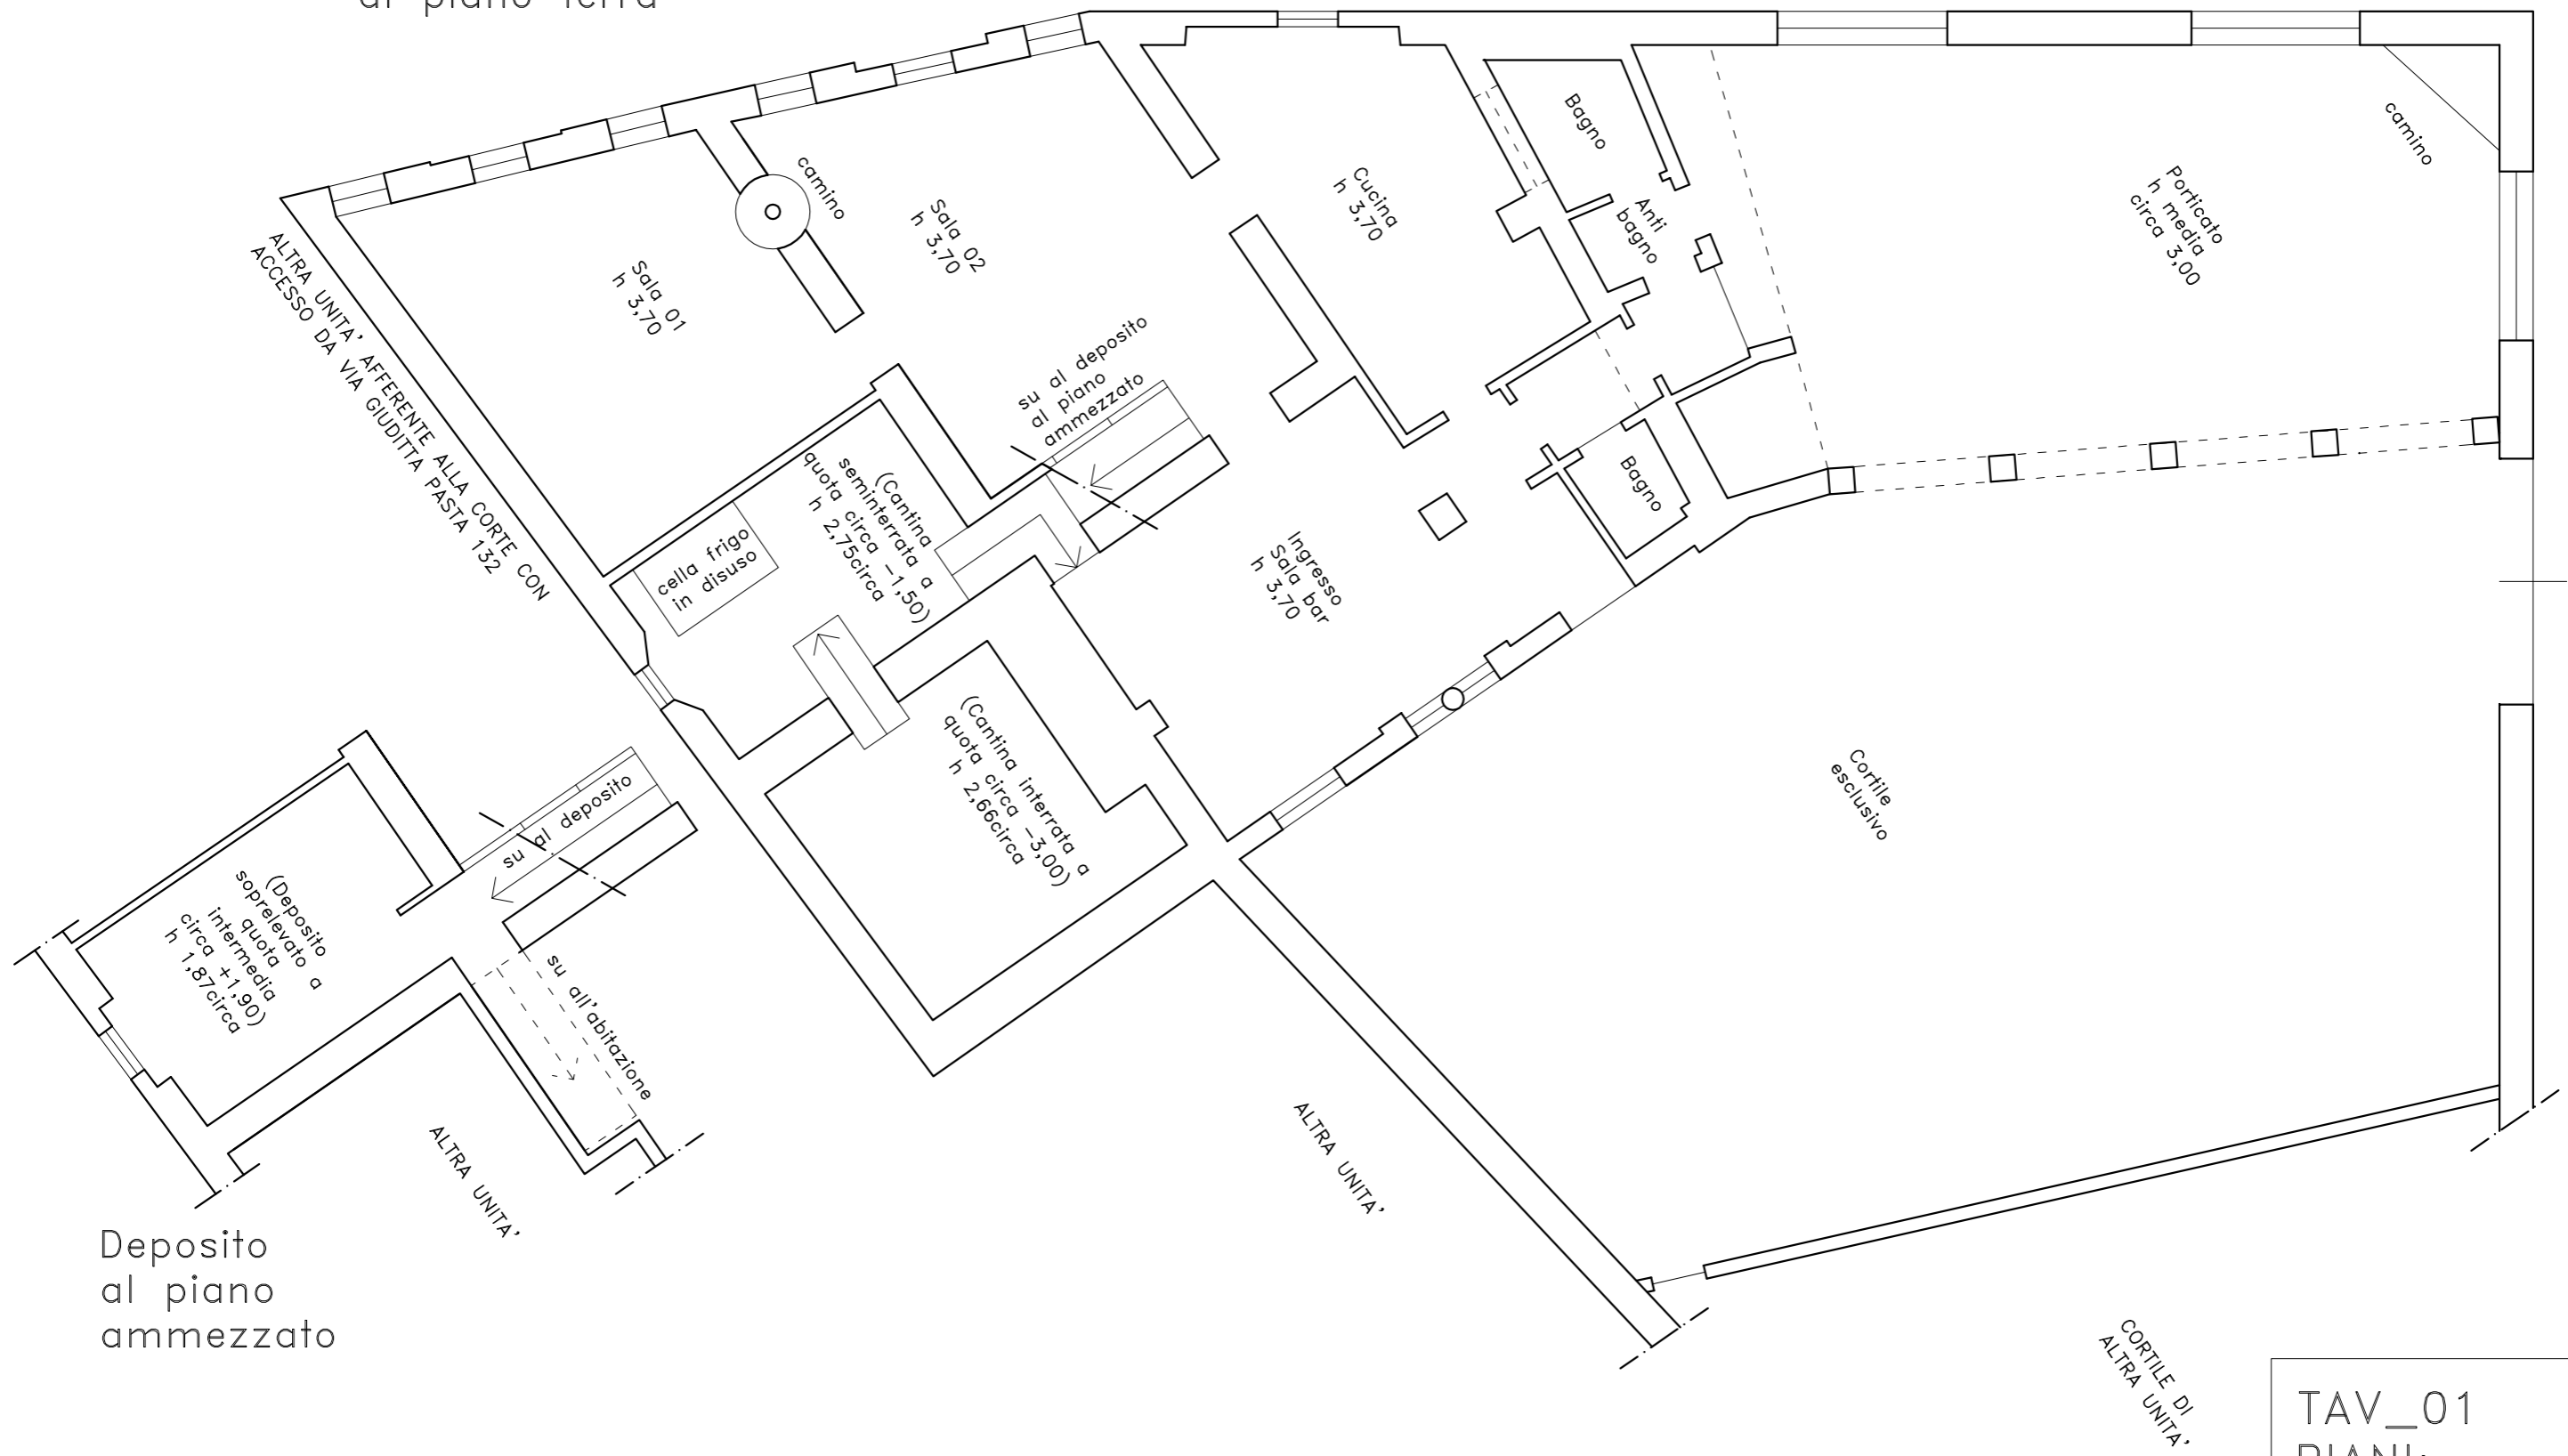 al piano terra
camino
Sala 01
h 3,70
Sala 02
h 3,70
Cucina
h 3,70
Bagno
Anti
bagno
Porticato
h media
circa 3,00
camino
ALTRA UNITA' AFFERENTE ALLA CORTE CON
ACCESSO DA VIA GIUDITTA PASTA 132
su al deposito
al piano
ammezzato
(Cantina
seminterrata a
quota circa -1,50)
h 2,75circa
cella frigo
in disuso
Bagno
Ingresso
Sala bar
h 3,70
(Cantina interrata a
quota circa -3,00)
h 2,66circa
Cortile
esclusivo
su al deposito
(Deposito
soprelevato a
quota
intermedia
circa +1,90)
h 1,87circa
su all'abitazione
ALTRA UNITA'
ALTRA UNITA'
Deposito
al piano
ammezzato
CORTILE DI
ALTRA UNITA'
TAV_01